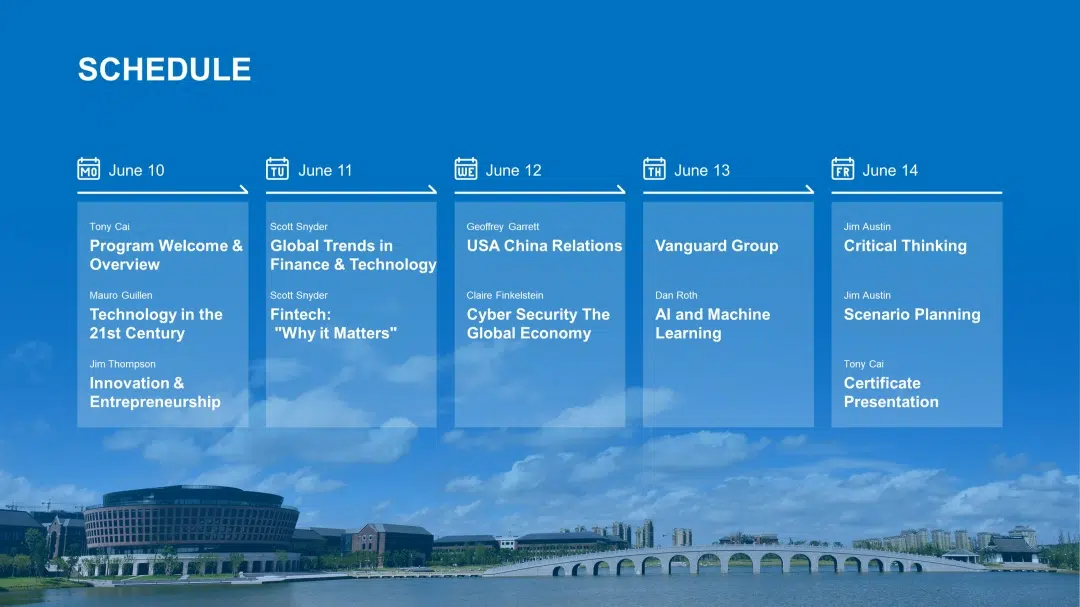 SCHEDULE
MO June 10
Tony Cai
Program Welcome &
Overview
Mauro Guillen
Technology in the
21st Century
Jim Thompson
Innovation &
Entrepreneurship
TU June 11
Scott Snyder
Global Trends in
Finance & Technology
Scott Snyder
Fintech:
"Why it Matters"
WE June 12
Geoffrey Garrett
USA China Relations
Claire Finkelstein
Cyber Security The
Global Economy
TH June 13
Vanguard Group
Dan Roth
AI and Machine
Learning
FR June 14
Jim Austin
Critical Thinking
Jim Austin
Scenario Planning
Tony Cai
Certificate
Presentation